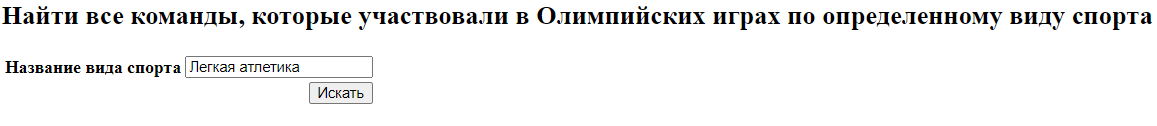 Найти все команды, которые участвовали в Олимпийских играх по определенному виду спорта
Название вида спорта Легкая атлетика
Искать